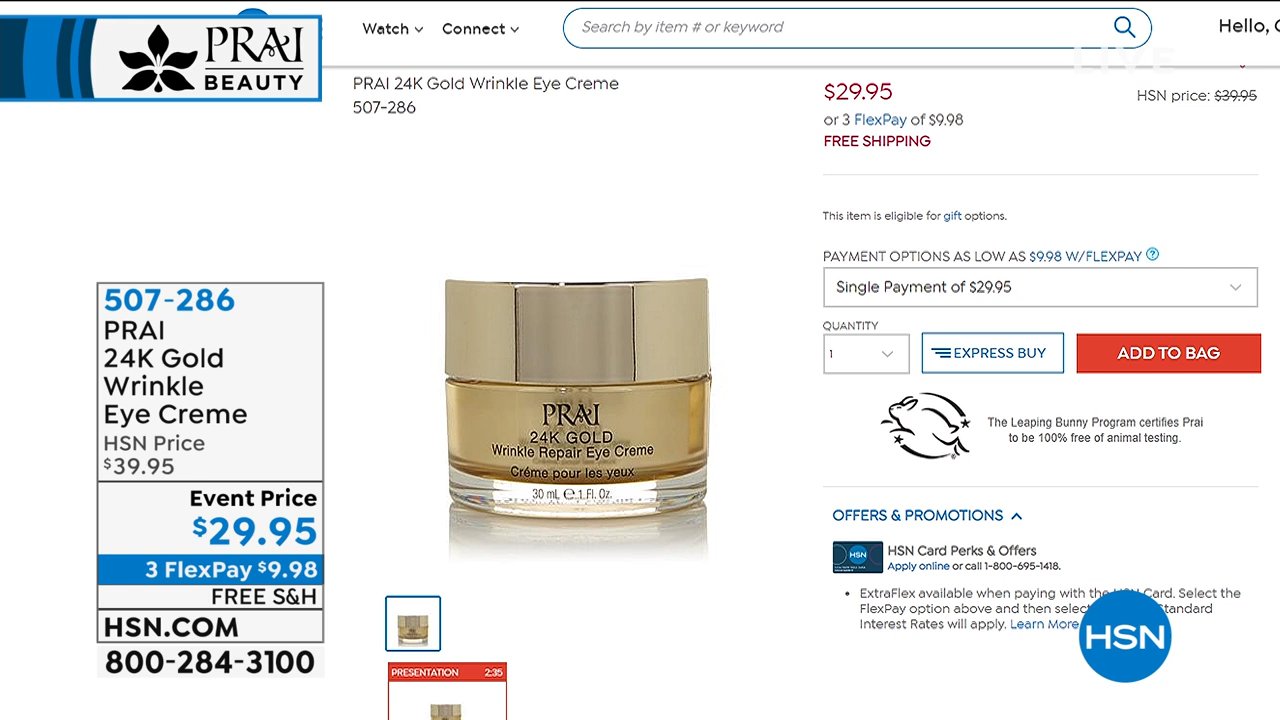 PRAI
BEAUTY
Watch
Connect
Search by item # or keyword
Hello,
LIVE
PRAI 24K Gold Wrinkle Eye Creme
507-286
$29.95
HSN price: $39.95
or 3 FlexPay of $9.98
FREE SHIPPING
This item is eligible for gift options.
PAYMENT OPTIONS AS LOW AS $9.98 W/FLEXPAY ?
Single Payment of $29.95
QUANTITY
1
EXPRESS BUY
ADD TO BAG
The Leaping Bunny Program certifies Prai
to be 100% free of animal testing.
OFFERS & PROMOTIONS
HSN
HSN Card Perks & Offers
Apply online or call 1-800-695-1418.
• ExtraFlex available when paying with the HSN Card. Select the
FlexPay option above and then select Standard
Interest Rates will apply. Learn More
HSN
507-286
PRAI
24K Gold
Wrinkle
Eye Creme
HSN Price
$39.95
Event Price
$29.95
3 FlexPay $9.98
FREE S&H
HSN.COM
800-284-3100
PRAI
24K GOLD
Wrinkle Repair Eye Creme
Créme pour les yeux
30 mL ℮ 1 Fl. Oz.
PRESENTATION 2:35